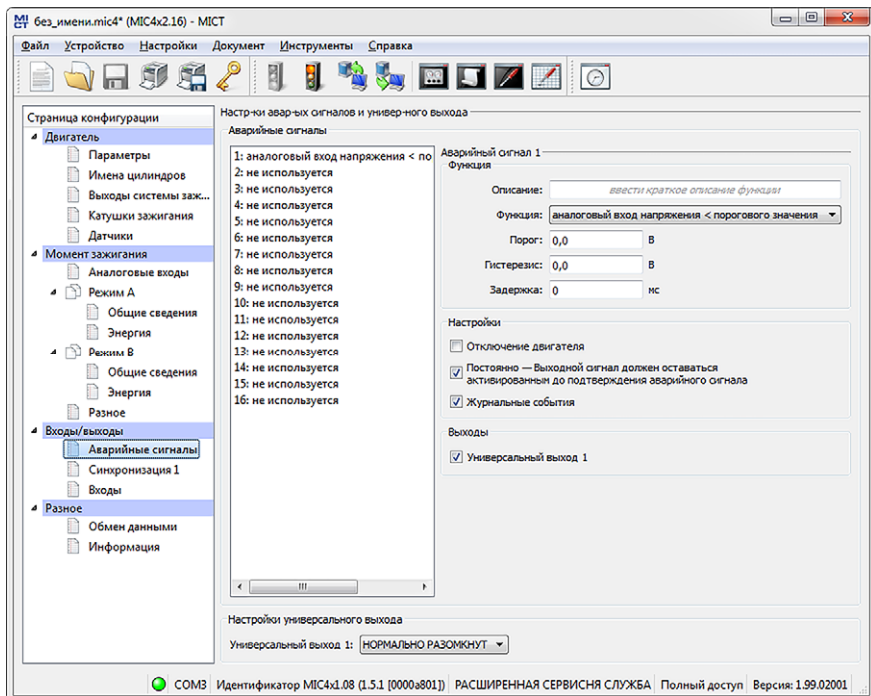 без_имени.mic4* (MIC4x2.16) - MICT
Файл Устройство Настройки Документ Инструменты Справка
Страница конфигурации
Двигатель
Параметры
Имена цилиндров
Выходы системы заж...
Катушки зажигания
Датчики
Момент зажигания
Аналоговые входы
Режим A
Общие сведения
Энергия
Режим B
Общие сведения
Энергия
Разное
Входы/выходы
Аварийные сигналы
Синхронизация 1
Входы
Разное
Обмен данными
Информация
Настр-ки авар-ых сигналов и универ-ного выхода
Аварийные сигналы
1: аналоговый вход напряжения < по
2: не используется
3: не используется
4: не используется
5: не используется
6: не используется
7: не используется
8: не используется
9: не используется
10: не используется
11: не используется
12: не используется
13: не используется
14: не используется
15: не используется
16: не используется
Аварийный сигнал 1
Функция
Описание: ввести краткое описание функции
Функция: аналоговый вход напряжения < порогового значения
Порог: 0,0 В
Гистерезис: 0,0 В
Задержка: 0 мс
Настройки
Отключение двигателя
Постоянно — Выходной сигнал должен оставаться
активированным до подтверждения аварийного сигнала
Журнальные события
Выходы
Универсальный выход 1
Настройки универсального выхода
Универсальный выход 1: НОРМАЛЬНО РАЗОМКНУТ
COM3 Идентификатор MIC4x1.08 (1.5.1 [0000a801]) РАСШИРЕННАЯ СЕРВИСНЯ СЛУЖБА Полный доступ Версия: 1.99.02001